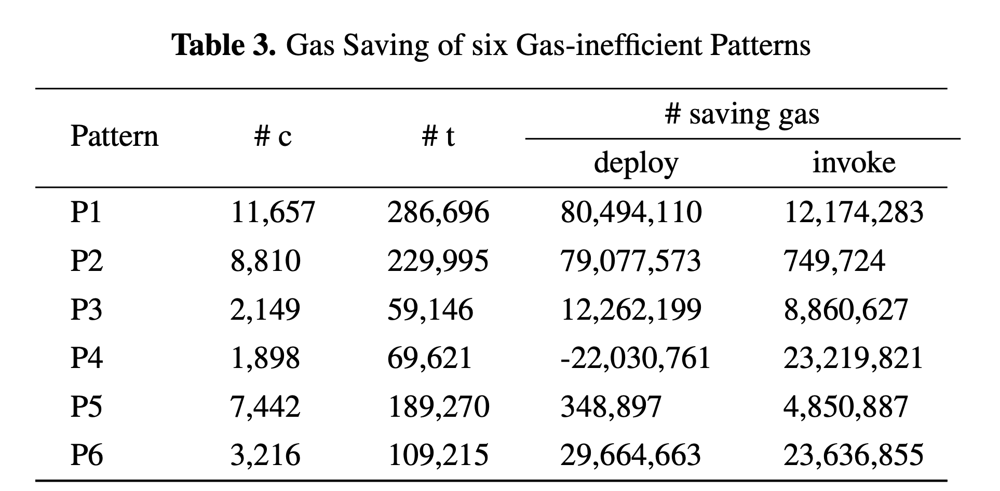 Table 3. Gas Saving of six Gas-inefficient Patterns
Pattern # c # t # saving gas
deploy invoke
P1 11,657 286,696 80,494,110 12,174,283
P2 8,810 229,995 79,077,573 749,724
P3 2,149 59,146 12,262,199 8,860,627
P4 1,898 69,621 -22,030,761 23,219,821
P5 7,442 189,270 348,897 4,850,887
P6 3,216 109,215 29,664,663 23,636,855